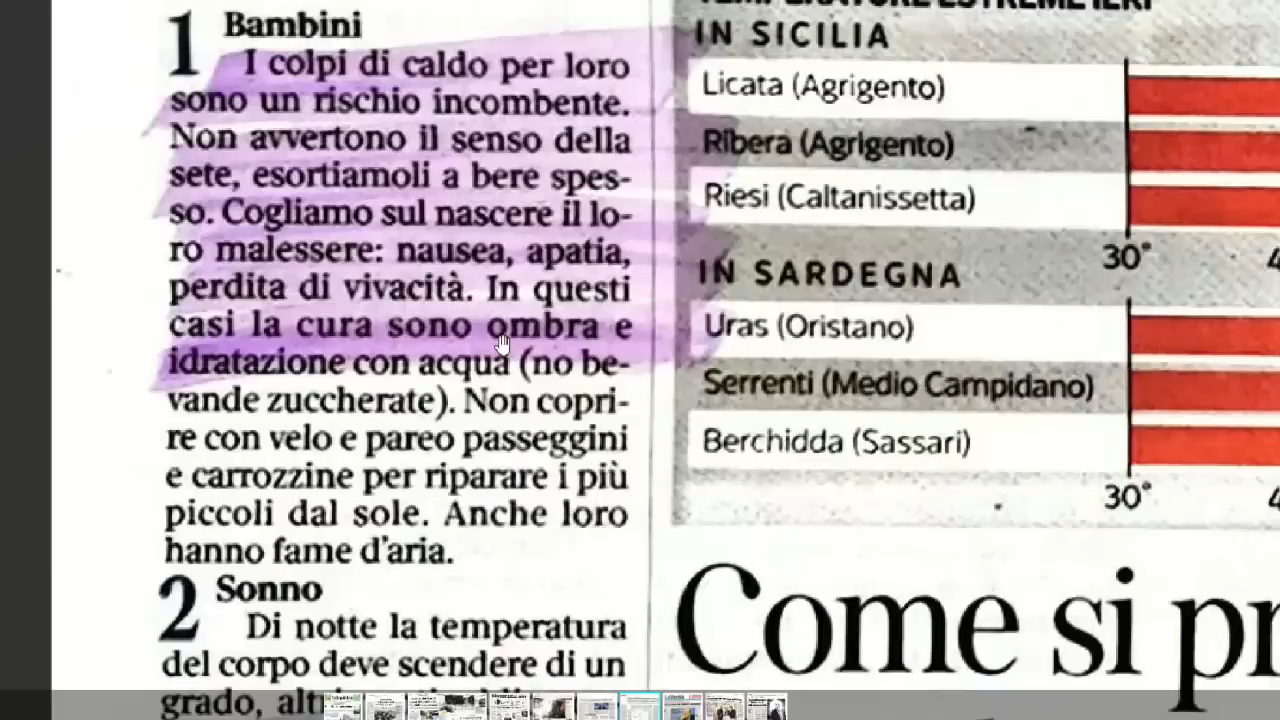 1 Bambini
I colpi di caldo per loro
sono un rischio incombente.
Non avvertono il senso della
sete, esortiamoli a bere spes-
so. Cogliamo sul nascere il lo-
ro malessere: nausea, apatia,
perdita di vivacità. In questi
casi la cura sono ombra e
idratazione con acqua (no be-
vande zuccherate). Non copri-
re con velo e pareo passeggini
e carrozzine per riparare i più
piccoli dal sole. Anche loro
hanno fame d'aria.
2 Sonno
Di notte la temperatura
del corpo deve scendere di un
grado,
IN SICILIA
Licata (Agrigento)
Ribera (Agrigento)
Riesi (Caltanissetta)
30°
IN SARDEGNA
Uras (Oristano)
Serrenti (Medio Campidano)
Berchidda (Sassari)
30°
Come si pr